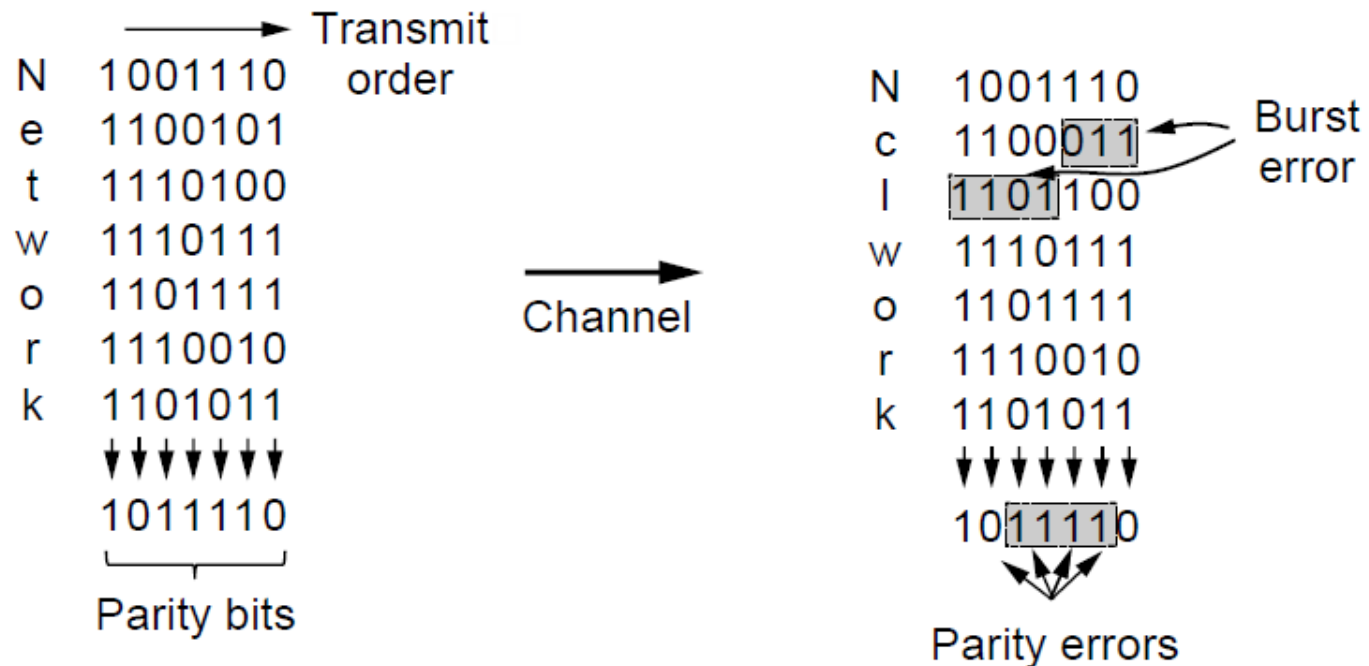 Transmit
order
N 1001110
e 1100101
t 1110100
w 1110111
o 1101111
r 1110010
k 1101011
1011110
Parity bits
Channel
N 1001110
c 1100011
l 1101100
w 1110111
o 1101111
r 1110010
k 1101011
1011110
Burst
error
Parity errors